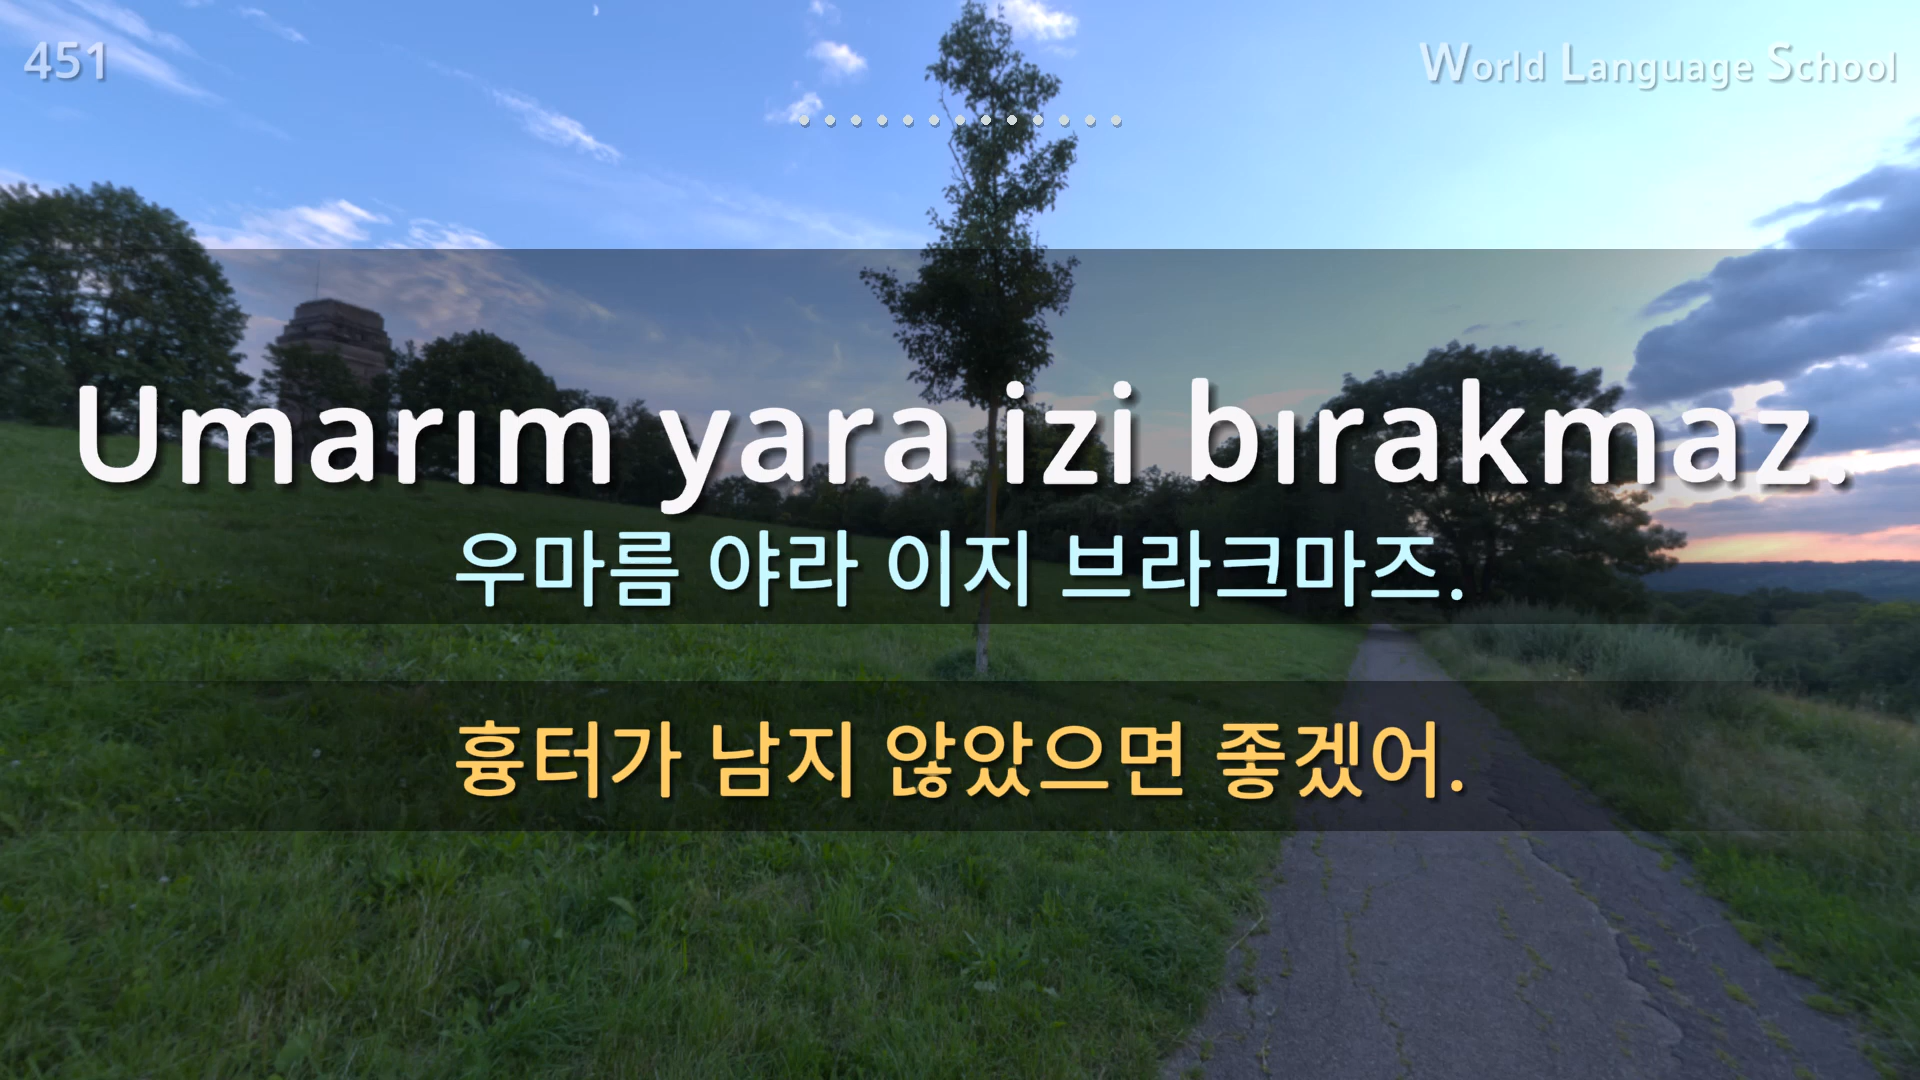 451
World Language School
Umarım yara izi bırakmaz.
우마름 야라 이지 브라크마즈.
흉터가 남지 않았으면 좋겠어.